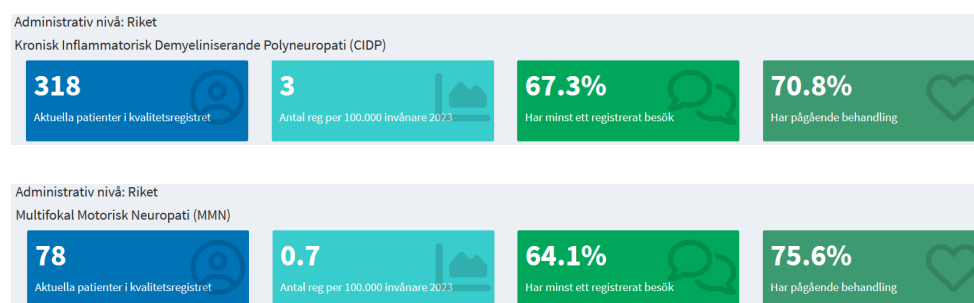 Administrativ nivå: Riket
Kronisk Inflammatorisk Demyeliniserande Polyneuropati (CIDP)
318
Aktuella patienter i kvalitetsregistret
3
Antal reg per 100.000 invånare 2023
67.3%
Har minst ett registrerat besök
70.8%
Har pågående behandling
Administrativ nivå: Riket
Multifokal Motorisk Neuropati (MMN)
78
Aktuella patienter i kvalitetsregistret
0.7
Antal reg per 100.000 invånare 2023
64.1%
Har minst ett registrerat besök
75.6%
Har pågående behandling